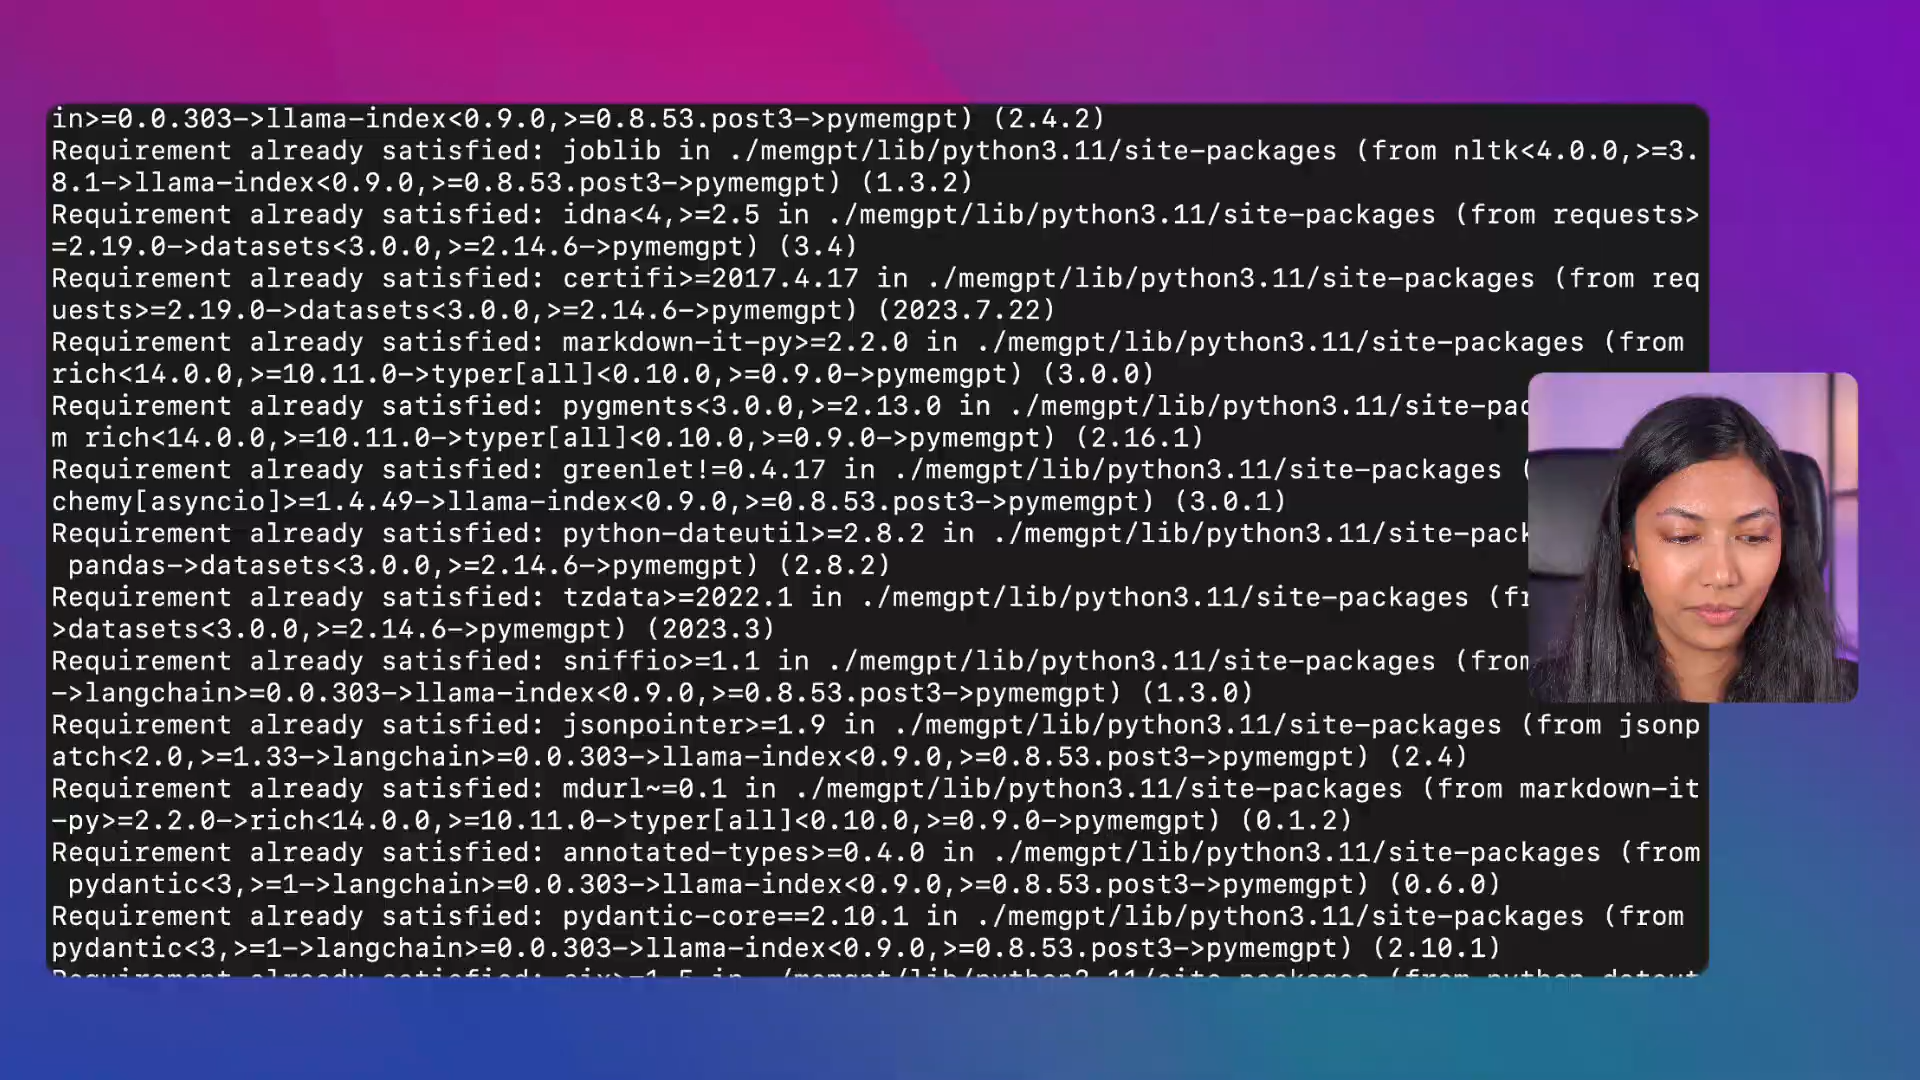 in>=0.0.303->llama-index<0.9.0,>=0.8.53.post3->pymemgpt) (2.4.2)
Requirement already satisfied: joblib in ./memgpt/lib/python3.11/site-packages (from nltk<4.0.0,>=3.
8.1->llama-index<0.9.0,>=0.8.53.post3->pymemgpt) (1.3.2)
Requirement already satisfied: idna<4,>=2.5 in ./memgpt/lib/python3.11/site-packages (from requests>
=2.19.0->datasets<3.0.0,>=2.14.6->pymemgpt) (3.4)
Requirement already satisfied: certifi>=2017.4.17 in ./memgpt/lib/python3.11/site-packages (from req
uests>=2.19.0->datasets<3.0.0,>=2.14.6->pymemgpt) (2023.7.22)
Requirement already satisfied: markdown-it-py>=2.2.0 in ./memgpt/lib/python3.11/site-packages (from
rich<14.0.0,>=10.11.0->typer[all]<0.10.0,>=0.9.0->pymemgpt) (3.0.0)
Requirement already satisfied: pygments<3.0.0,>=2.13.0 in ./memgpt/lib/python3.11/site-pac
m rich<14.0.0,>=10.11.0->typer[all]<0.10.0,>=0.9.0->pymemgpt) (2.16.1)
Requirement already satisfied: greenlet!=0.4.17 in ./memgpt/lib/python3.11/site-packages (
chemy[asyncio]>=1.4.49->llama-index<0.9.0,>=0.8.53.post3->pymemgpt) (3.0.1)
Requirement already satisfied: python-dateutil>=2.8.2 in ./memgpt/lib/python3.11/site-pack
pandas->datasets<3.0.0,>=2.14.6->pymemgpt) (2.8.2)
Requirement already satisfied: tzdata>=2022.1 in ./memgpt/lib/python3.11/site-packages (fr
>datasets<3.0.0,>=2.14.6->pymemgpt) (2023.3)
Requirement already satisfied: sniffio>=1.1 in ./memgpt/lib/python3.11/site-packages (from
->langchain>=0.0.303->llama-index<0.9.0,>=0.8.53.post3->pymemgpt) (1.3.0)
Requirement already satisfied: jsonpointer>=1.9 in ./memgpt/lib/python3.11/site-packages (from jsonp
atch<2.0,>=1.33->langchain>=0.0.303->llama-index<0.9.0,>=0.8.53.post3->pymemgpt) (2.4)
Requirement already satisfied: mdurl~=0.1 in ./memgpt/lib/python3.11/site-packages (from markdown-it
-py>=2.2.0->rich<14.0.0,>=10.11.0->typer[all]<0.10.0,>=0.9.0->pymemgpt) (0.1.2)
Requirement already satisfied: annotated-types>=0.4.0 in ./memgpt/lib/python3.11/site-packages (from
pydantic<3,>=1->langchain>=0.0.303->llama-index<0.9.0,>=0.8.53.post3->pymemgpt) (0.6.0)
Requirement already satisfied: pydantic-core==2.10.1 in ./memgpt/lib/python3.11/site-packages (from
pydantic<3,>=1->langchain>=0.0.303->llama-index<0.9.0,>=0.8.53.post3->pymemgpt) (2.10.1)
Requirement already satisfied: six>=1.5 in ./memgpt/lib/python3.11/site-packages (from python-dateut